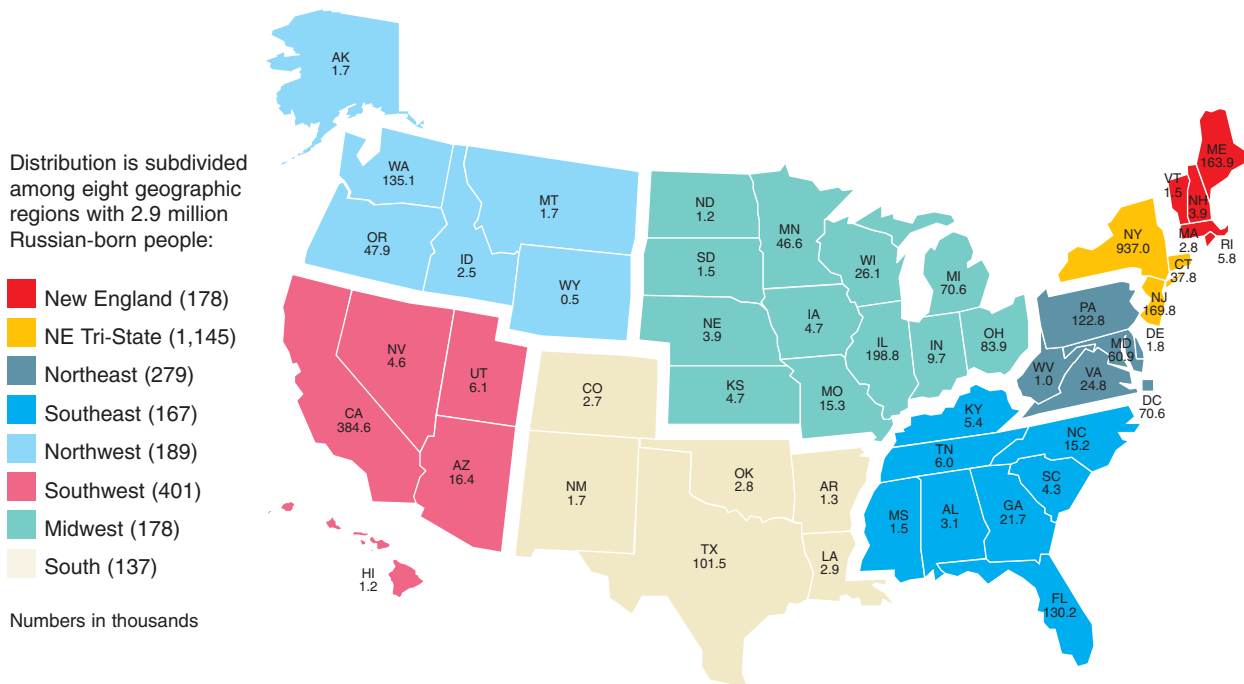 Distribution is subdivided
among eight geographic
regions with 2.9 million
Russian-born people:
New England (178)
NE Tri-State (1,145)
Northeast (279)
Southeast (167)
Northwest (189)
Southwest (401)
Midwest (178)
South (137)
Numbers in thousands
AK
1.7
WA
135.1
OR
47.9
ID
2.5
MT
1.7
WY
0.5
CA
384.6
NV
4.6
UT
6.1
AZ
16.4
HI
1.2
CO
2.7
NM
1.7
TX
101.5
OK
2.8
AR
1.3
LA
2.9
ND
1.2
SD
1.5
NE
3.9
KS
4.7
MN
46.6
IA
4.7
MO
15.3
WI
26.1
IL
198.8
MI
70.6
IN
9.7
OH
83.9
KY
5.4
TN
6.0
MS
1.5
AL
3.1
GA
21.7
FL
130.2
SC
4.3
NC
15.2
WV
1.0
VA
24.8
MD
60.9
DE
1.8
DC
70.6
PA
122.8
NJ
169.8
NY
937.0
CT
37.8
RI
5.8
MA
2.8
VT
1.5
NH
3.9
ME
163.9